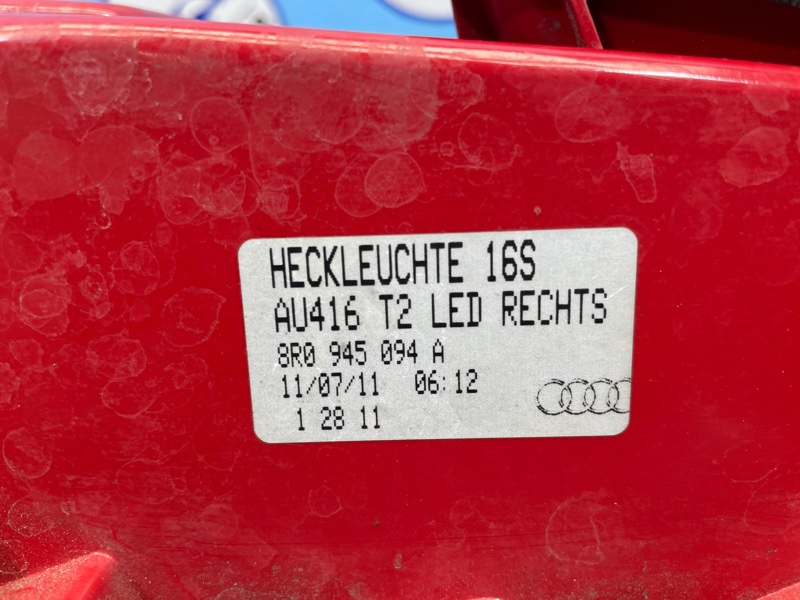 HECKLEUCHTE 16S
AU416 T2 LED RECHTS
8R0 945 094 A
11/07/11 06:12
1 28 11